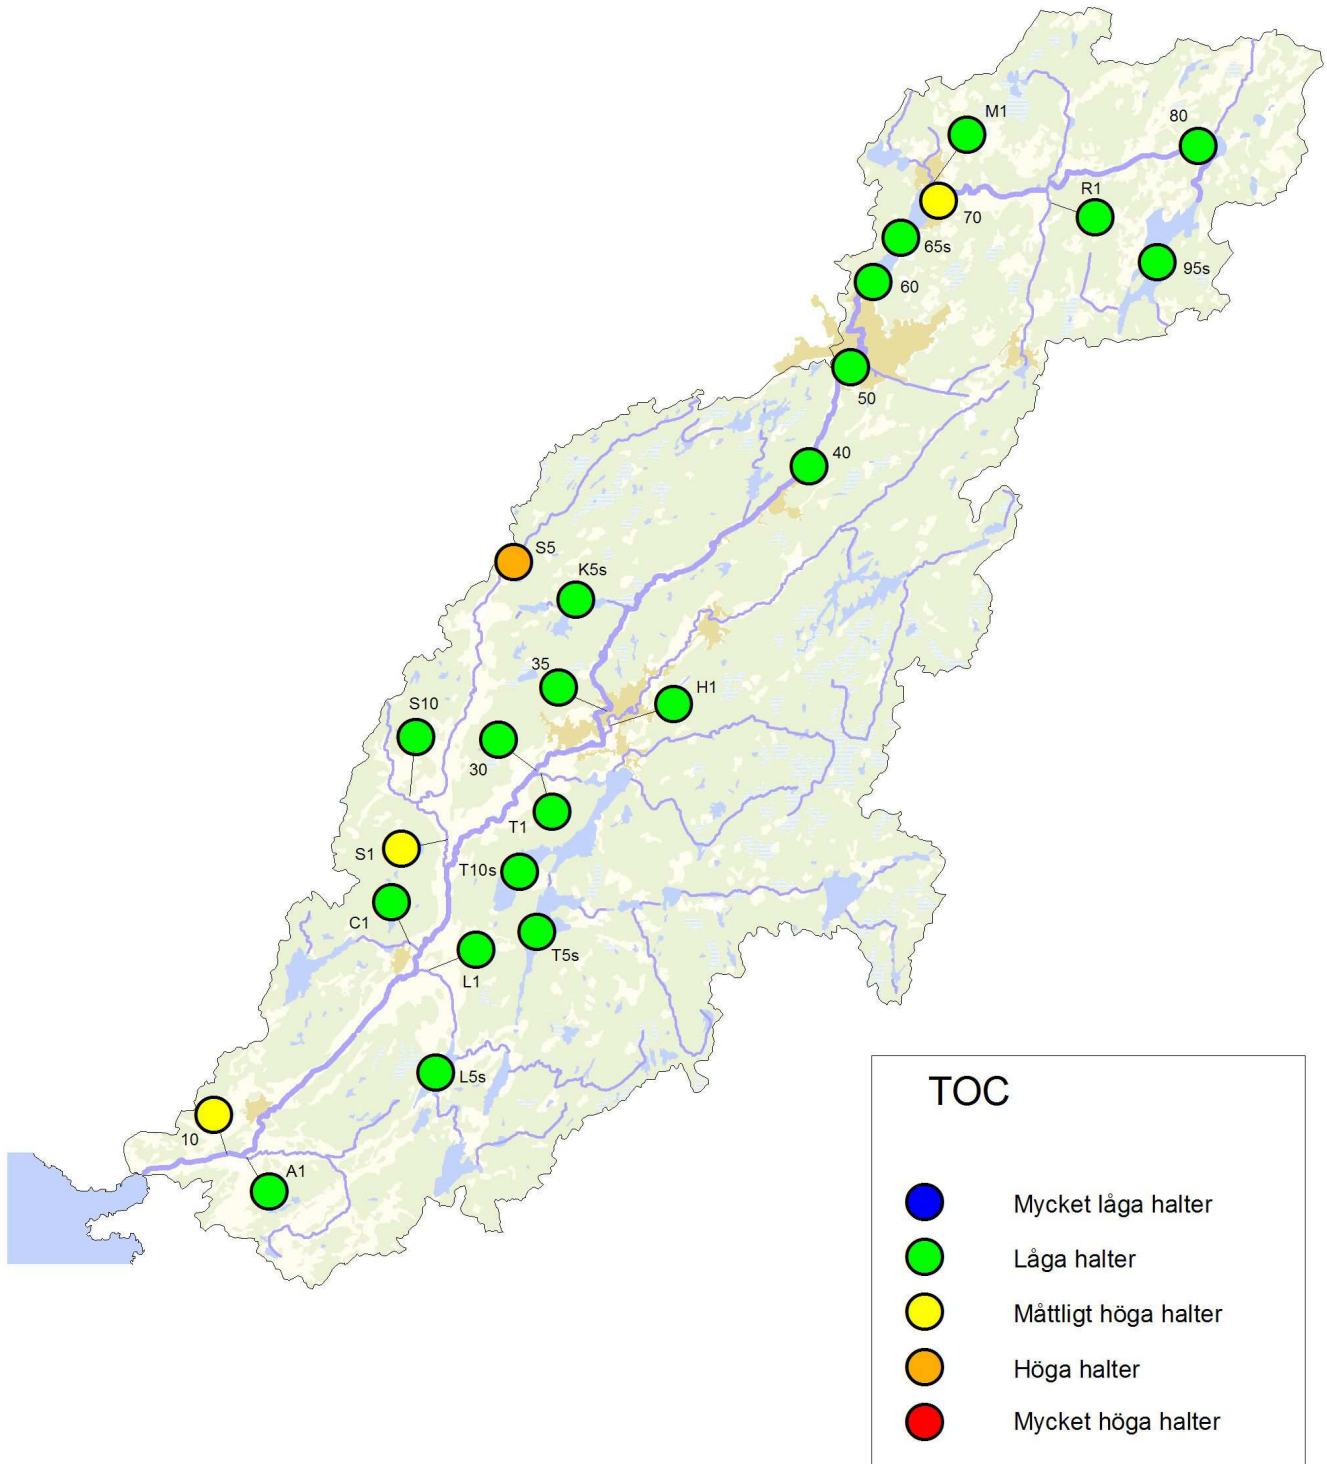 M1
80
R1
70
65s
95s
60
50
40
S5
K5s
35
H1
S10
30
T1
S1
T10s
C1
T5s
L1
L5s
10
A1
TOC
Mycket låga halter
Låga halter
Måttligt höga halter
Höga halter
Mycket höga halter